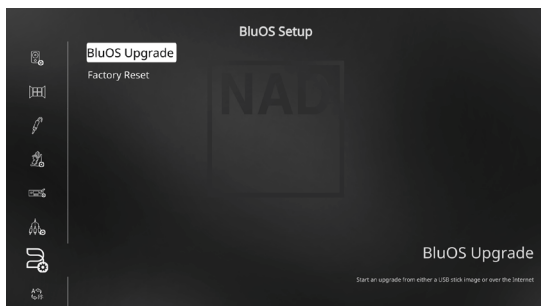 BluOS Setup
BluOS Upgrade
Factory Reset
NAD
BluOS Upgrade
Start an upgrade from either a USB stick image or over the Internet